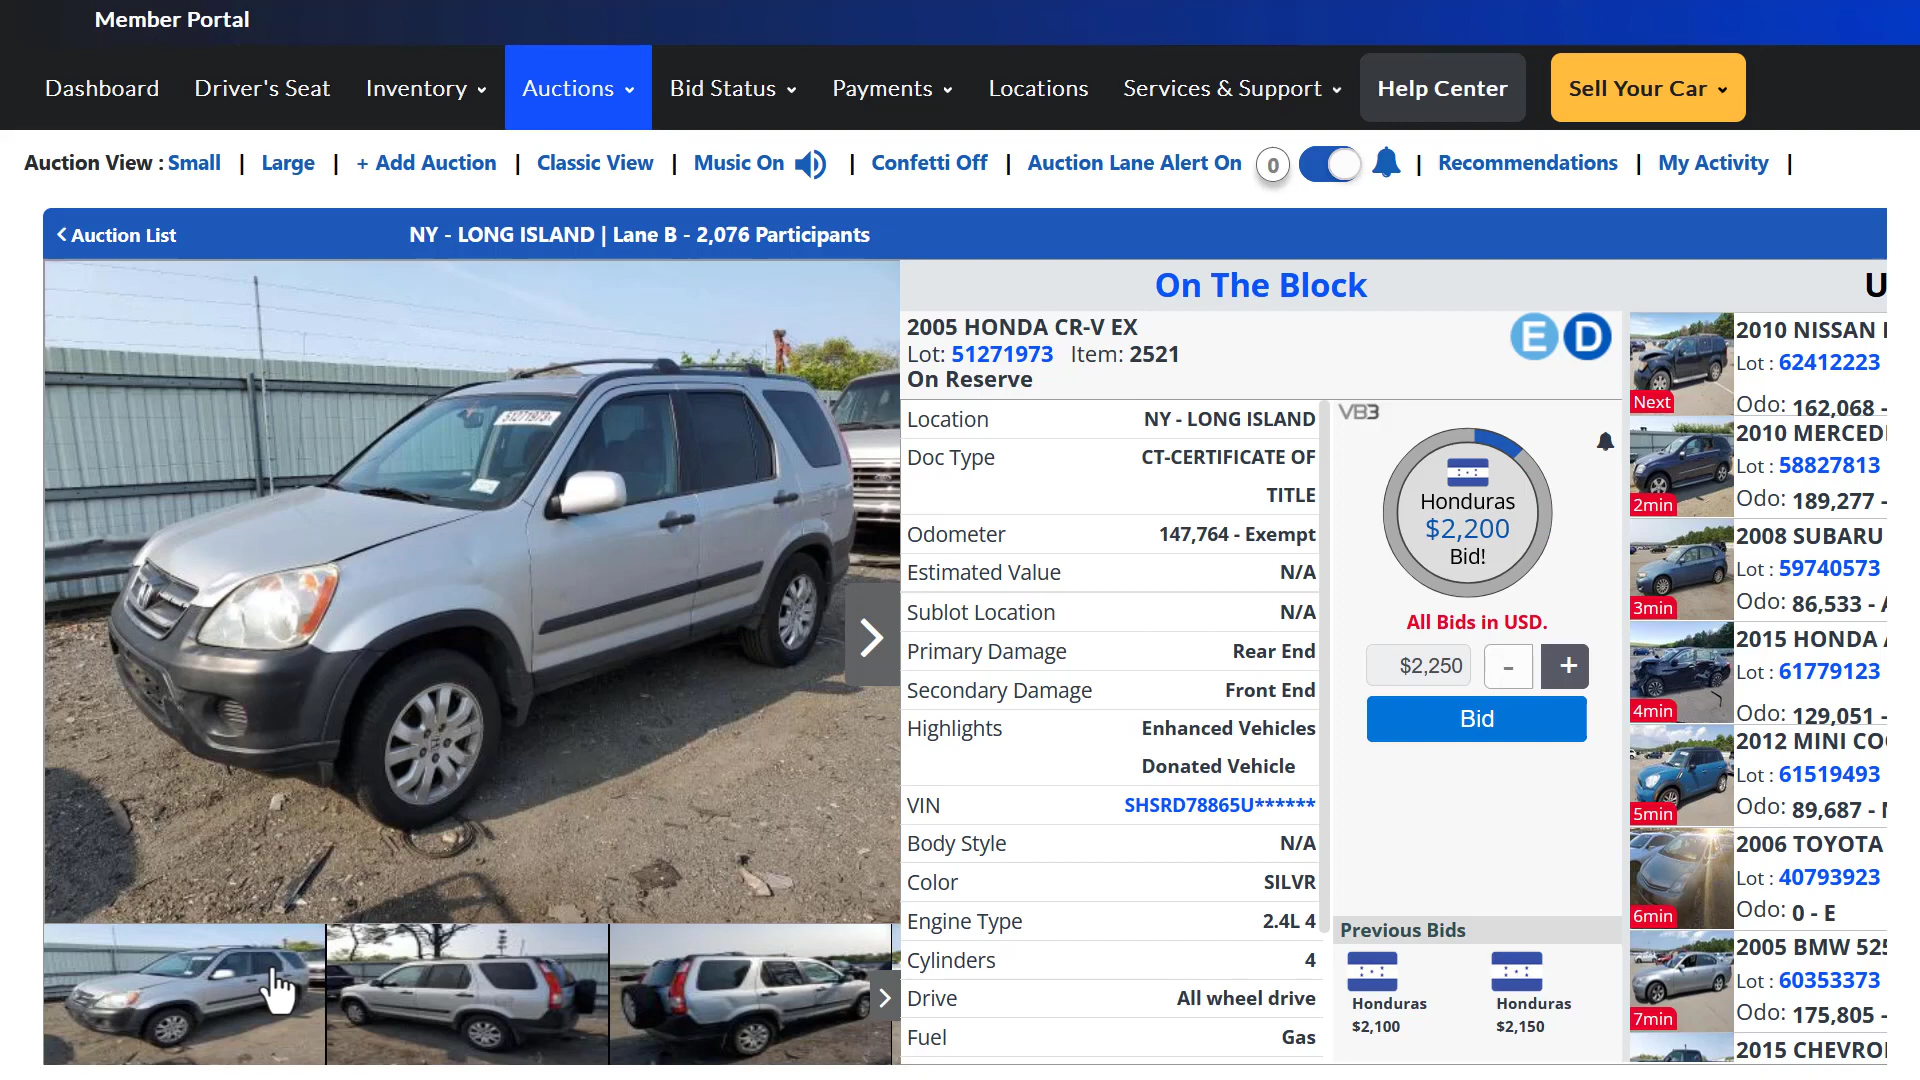 Member Portal
Dashboard Driver's Seat Inventory Auctions Bid Status Payments Locations Services & Support Help Center Sell Your Car
Auction View : Small | Large | + Add Auction | Classic View | Music On | Confetti Off | Auction Lane Alert On 0 | Recommendations | My Activity |
Auction List
NY - LONG ISLAND | Lane B - 2,076 Participants
51271973
On The Block
2005 HONDA CR-V EX
Lot: 51271973 Item: 2521
On Reserve
E D
Location NY - LONG ISLAND
Doc Type CT-CERTIFICATE OF
TITLE
Odometer 147,764 - Exempt
Estimated Value N/A
Sublot Location N/A
Primary Damage Rear End
Secondary Damage Front End
Highlights Enhanced Vehicles
Donated Vehicle
VIN SHSRD78865U******
Body Style N/A
Color SILVR
Engine Type 2.4L 4
Cylinders 4
Drive All wheel drive
Fuel Gas
VB3
Honduras
$2,200
Bid!
All Bids in USD.
$2,250 - +
Bid
Previous Bids
Honduras Honduras
$2,100 $2,150
U
2010 NISSAN
Lot : 62412223
Next
Odo: 162,068 -
2010 MERCED
Lot : 58827813
2min
Odo: 189,277 -
2008 SUBARU
Lot : 59740573
3min
Odo: 86,533 -
2015 HONDA
Lot : 61779123
4min
Odo: 129,051 -
2012 MINI CO
Lot : 61519493
5min
Odo: 89,687 -
2006 TOYOTA
Lot : 40793923
6min
Odo: 0 - E
2005 BMW 525
Lot : 60353373
7min
Odo: 175,805 -
2015 CHEVROL